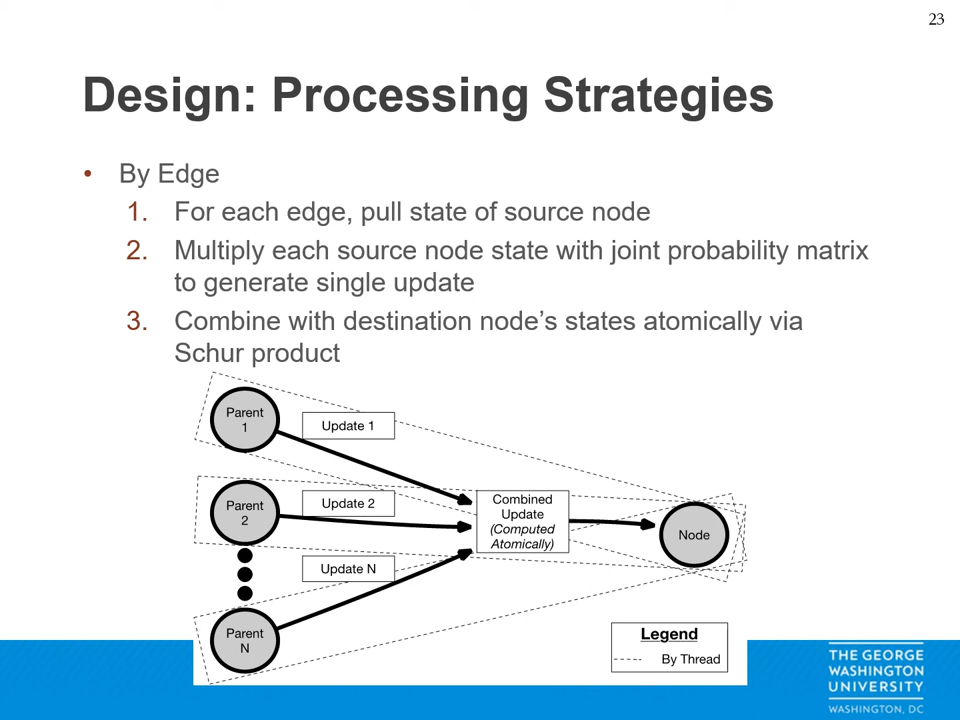 23
Design: Processing Strategies
• By Edge
1. For each edge, pull state of source node
2. Multiply each source node state with joint probability matrix
to generate single update
3. Combine with destination node’s states atomically via
Schur product
Parent
1
Update 1
Parent
2
Update 2
Combined
Update
(Computed
Atomically)
Node
Update N
Parent
N
Legend
By Thread
THE GEORGE
WASHINGTON
UNIVERSITY
WASHINGTON, DC